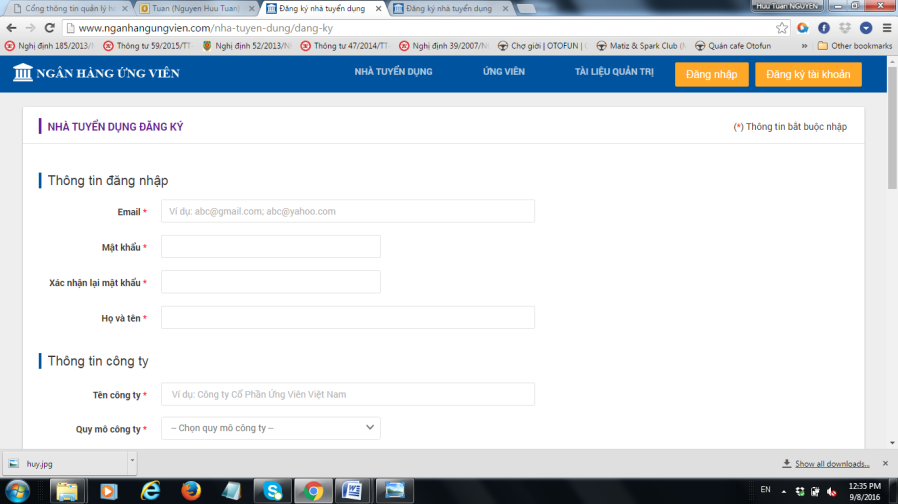 Huu Tuan NGUYEN
Cổng thông tin quản lý h
Tuan (Nguyen Huu Tuan)
Đăng ký nhà tuyển dụng
Đăng ký nhà tuyển dụng
www.nganhangungvien.com/nha-tuyen-dung/dang-ky
Nghị định 185/2013/
Thông tư 59/2015/TT
Nghị định 52/2013/N
Thông tư 47/2014/TT
Nghị định 39/2007/N
Chợ giời | OTOFUN |
Matiz & Spark Club (
Quán cafe Otofun
»
Other bookmarks
NGÂN HÀNG ỨNG VIÊN
NHÀ TUYỂN DỤNG
ỨNG VIÊN
TÀI LIỆU QUẢN TRỊ
Đăng nhập
Đăng ký tài khoản
NHÀ TUYỂN DỤNG ĐĂNG KÝ
(*) Thông tin bắt buộc nhập
Thông tin đăng nhập
Email *
Ví dụ: abc@gmail.com; abc@yahoo.com
Mật khẩu *
Xác nhận lại mật khẩu *
Họ và tên *
Thông tin công ty
Tên công ty *
Ví dụ: Công ty Cổ Phần Ứng Viên Việt Nam
Quy mô công ty *
-- Chọn quy mô công ty --
huy.jpg
Show all downloads...
EN
12:35 PM
9/8/2016